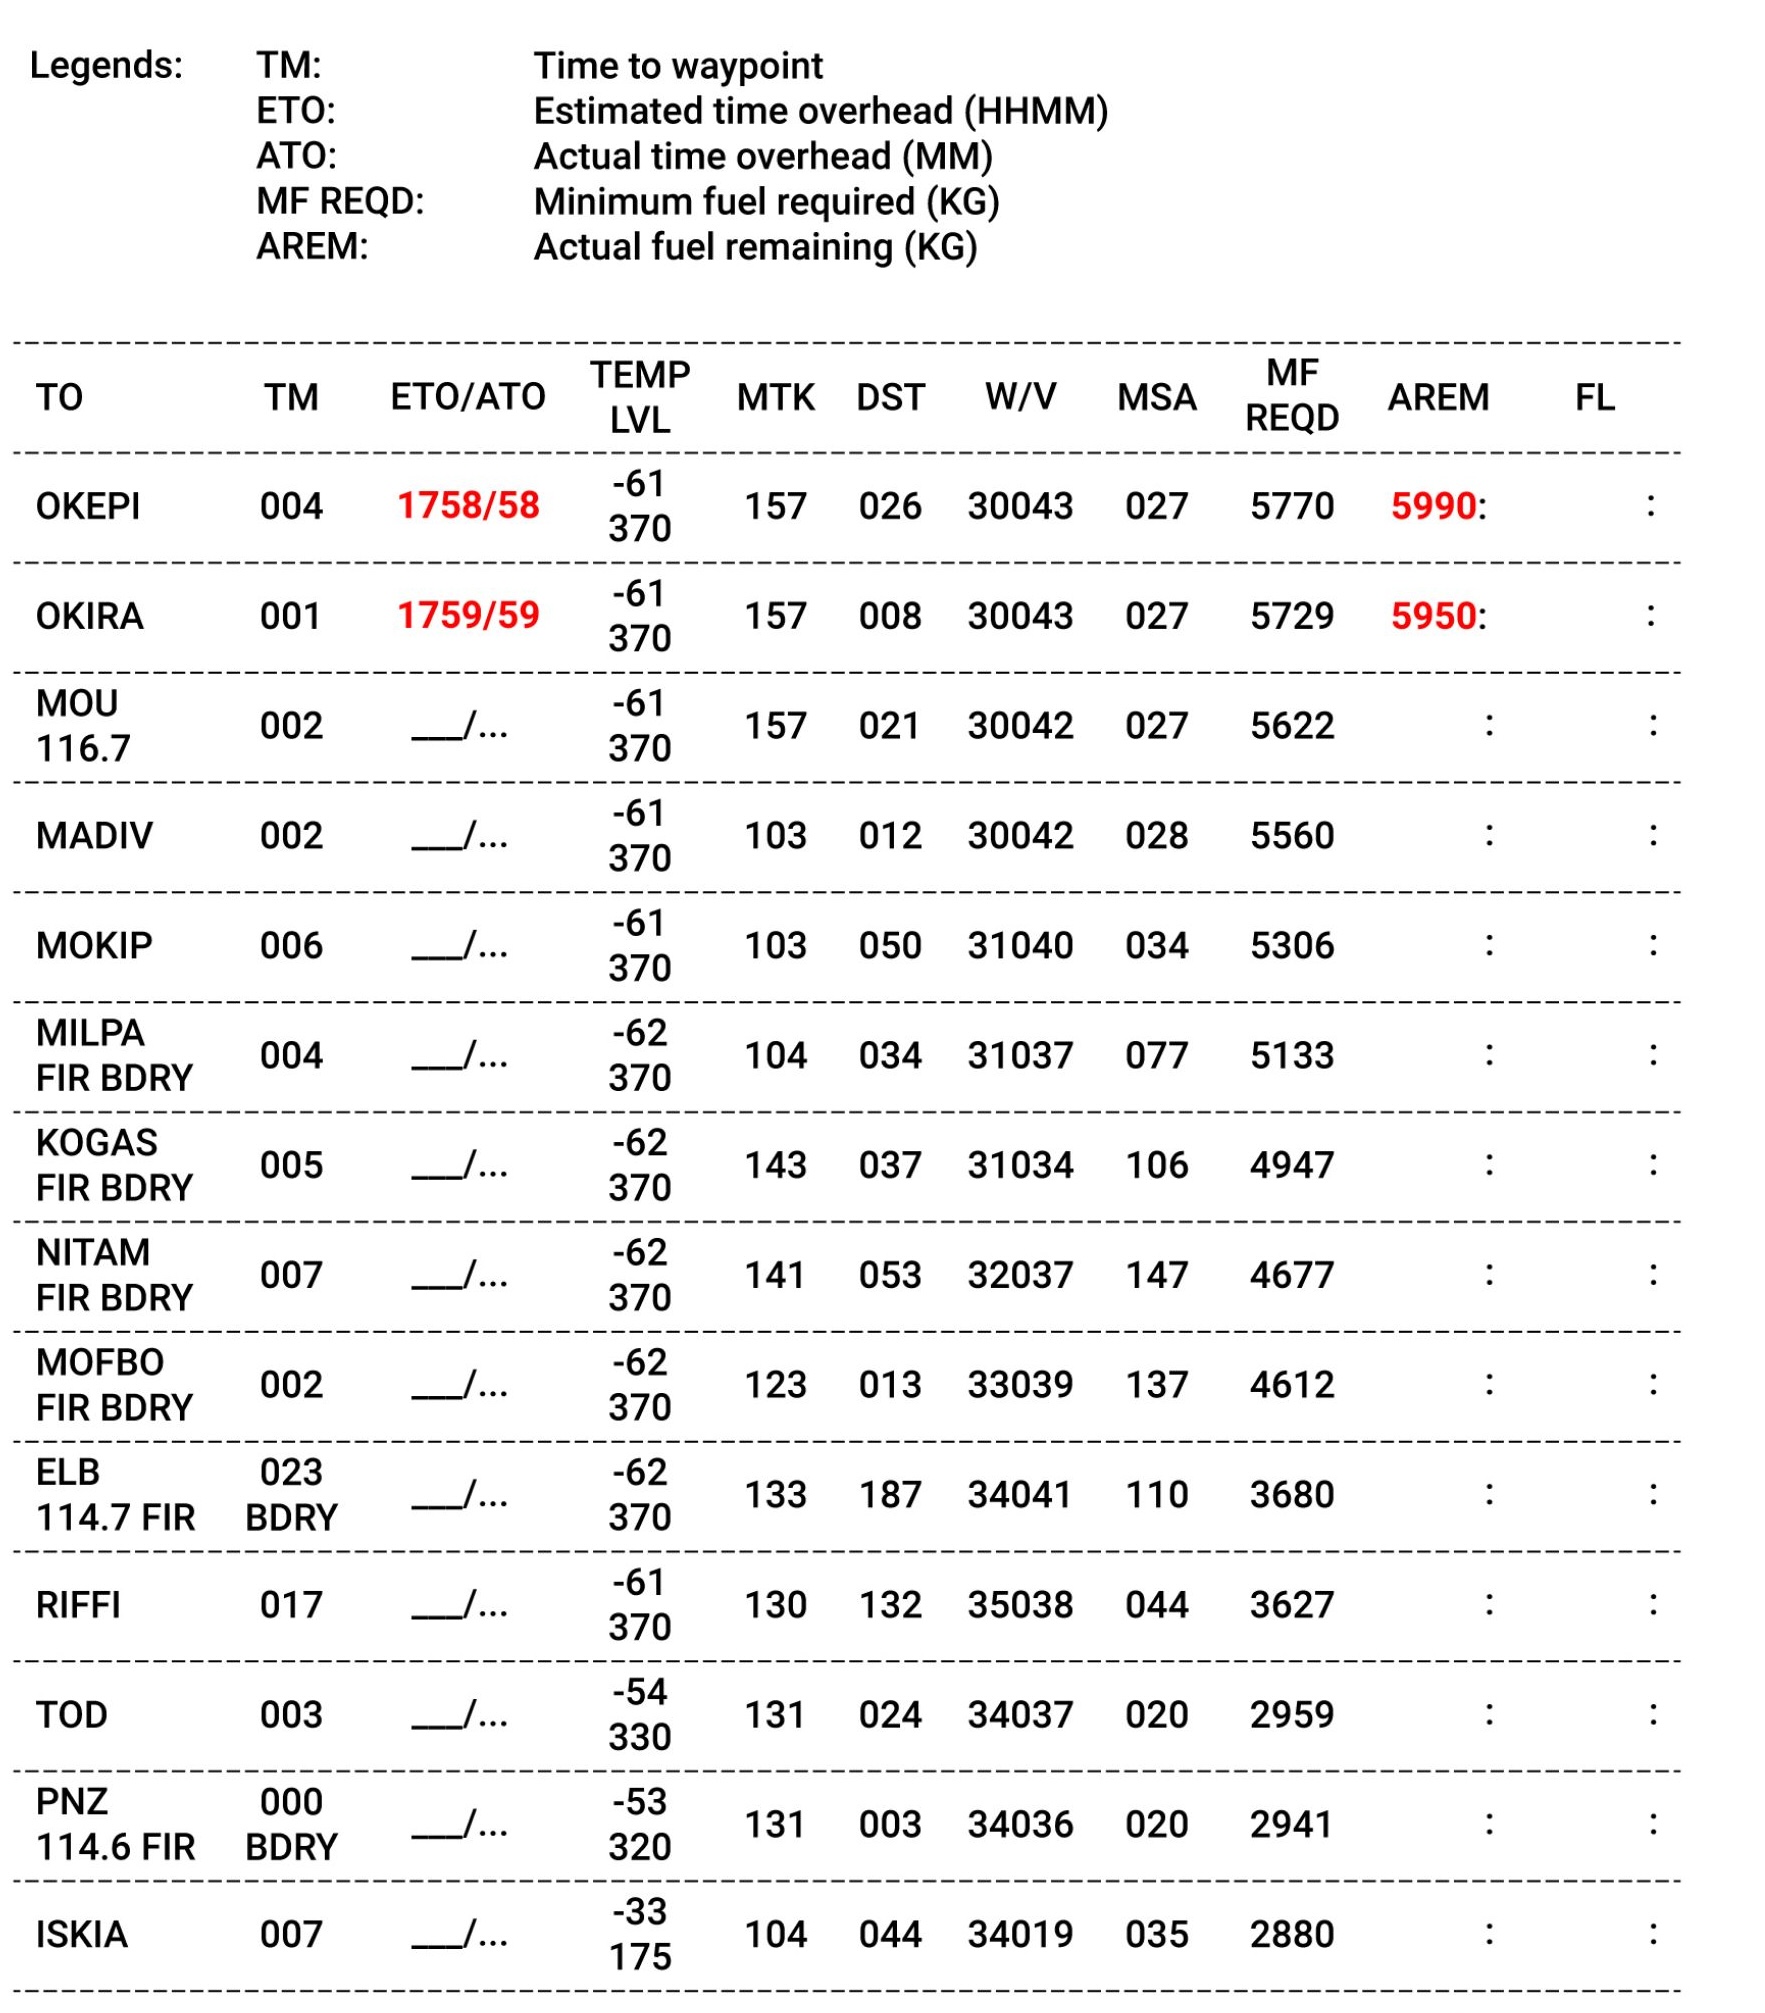 Legends: TM: Time to waypoint
ETO: Estimated time overhead (HHMM)
ATO: Actual time overhead (MM)
MF REQD: Minimum fuel required (KG)
AREM: Actual fuel remaining (KG)
TO TM ETO/ATO TEMP LVL MTK DST W/V MSA MF REQD AREM FL
OKEPI 004 1758/58 -61 370 157 026 30043 027 5770 5990: :
OKIRA 001 1759/59 -61 370 157 008 30043 027 5729 5950: :
MOU 116.7 002 ___/... -61 370 157 021 30042 027 5622 : :
MADIV 002 ___/... -61 370 103 012 30042 028 5560 : :
MOKIP 006 ___/... -61 370 103 050 31040 034 5306 : :
MILPA FIR BDRY 004 ___/... -62 370 104 034 31037 077 5133 : :
KOGAS FIR BDRY 005 ___/... -62 370 143 037 31034 106 4947 : :
NITAM FIR BDRY 007 ___/... -62 370 141 053 32037 147 4677 : :
MOFBO FIR BDRY 002 ___/... -62 370 123 013 33039 137 4612 : :
ELB 114.7 FIR 023 BDRY ___/... -62 370 133 187 34041 110 3680 : :
RIFFI 017 ___/... -61 370 130 132 35038 044 3627 : :
TOD 003 ___/... -54 330 131 024 34037 020 2959 : :
PNZ 114.6 FIR 000 BDRY ___/... -53 320 131 003 34036 020 2941 : :
ISKIA 007 ___/... -33 175 104 044 34019 035 2880 : :